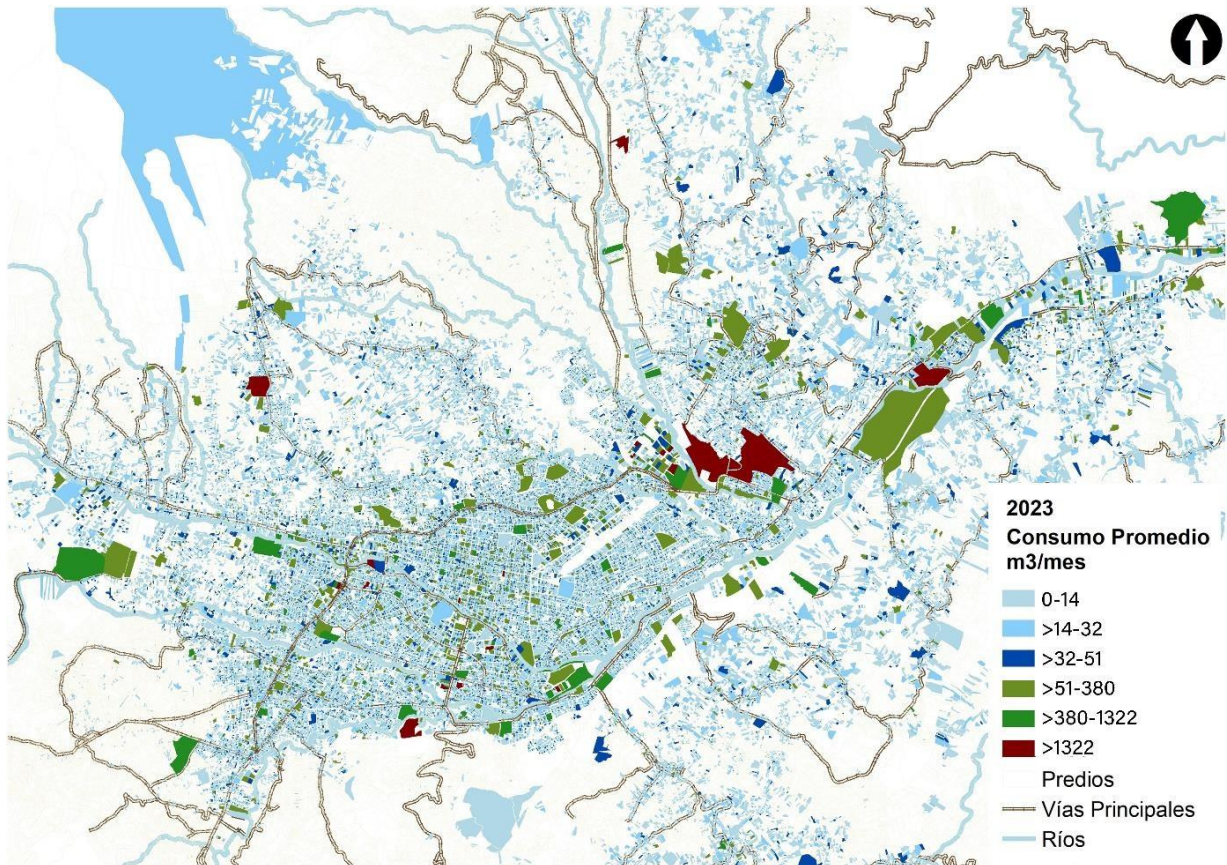 2023
Consumo Promedio
m3/mes
0-14
>14-32
>32-51
>51-380
>380-1322
>1322
Predios
Vías Principales
Ríos